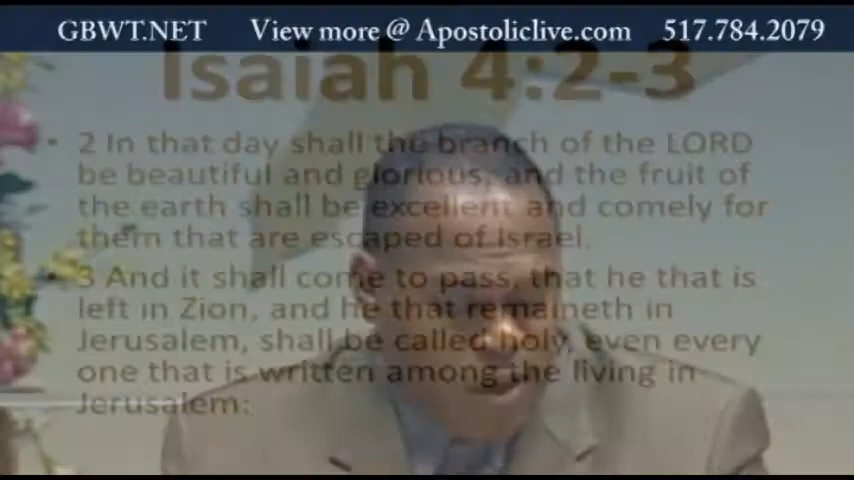 GBWT.NET View more @ Apostoliclive.com 517.784.2079
Isaiah 4:2-3
• 2 In that day shall the branch of the LORD
be beautiful and glorious, and the fruit of
the earth shall be excellent and comely for
them that are escaped of Israel.
• 3 And it shall come to pass, that he that is
left in Zion, and he that remaineth in
Jerusalem, shall be called holy, even every
one that is written among the living in
Jerusalem: